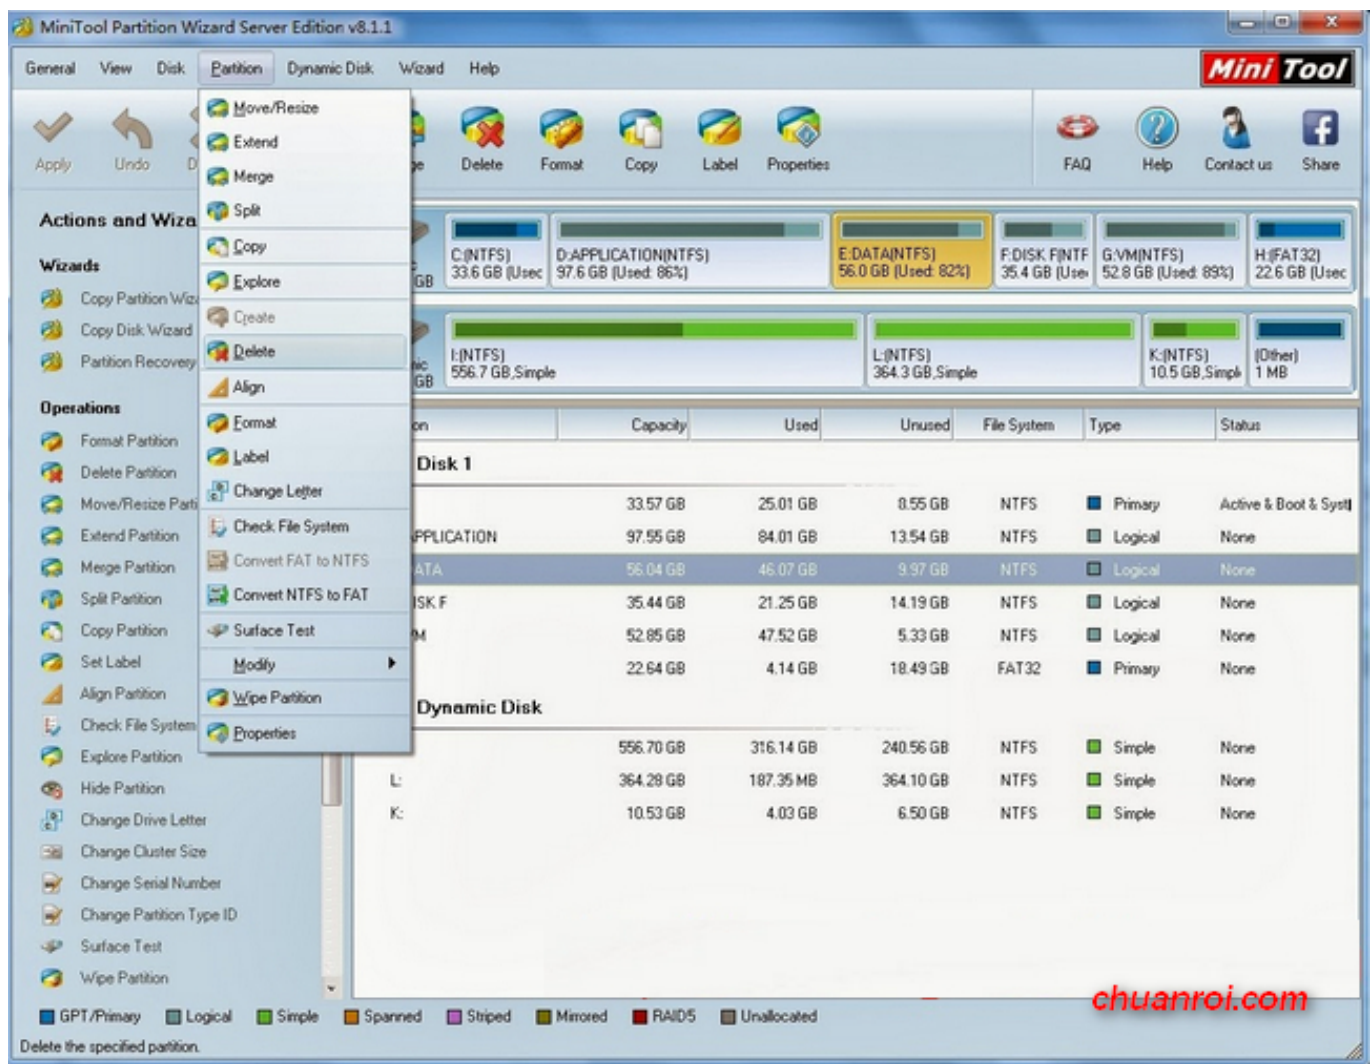 MiniTool Partition Wizard Server Edition v8.1.1
General View Disk Partition Dynamic Disk Wizard Help
Mini Tool
Apply Undo Delete Format Copy Label Properties FAQ Help Contact us Share
Move/Resize
Extend
Merge
Split
Copy
Explore
Create
Delete
Align
Format
Label
Change Letter
Check File System
Convert FAT to NTFS
Convert NTFS to FAT
Surface Test
Modify
Wipe Partition
Properties
Actions and Wiza
Wizards
Copy Partition Wiza
Copy Disk Wizard
Partition Recovery
Operations
Format Partition
Delete Partition
Move/Resize Parti
Extend Partition
Merge Partition
Split Partition
Copy Partition
Set Label
Align Partition
Check File System
Explore Partition
Hide Partition
Change Drive Letter
Change Cluster Size
Change Serial Number
Change Partition Type ID
Surface Test
Wipe Partition
GB
C:(NTFS)
33.6 GB (Usec
D:APPLICATION(NTFS)
97.6 GB (Used: 86%)
E:DATA(NTFS)
56.0 GB (Used: 82%)
F:DISK F(NTF
35.4 GB (Use
G:VM(NTFS)
52.8 GB (Used: 89%)
H:(FAT32)
22.6 GB (Usec
GB
I:(NTFS)
556.7 GB,Simple
L:(NTFS)
364.3 GB,Simple
K:(NTFS)
10.5 GB,Simple
(Other)
1 MB
on Capacity Used Unused File System Type Status
Disk 1
33.57 GB 25.01 GB 8.55 GB NTFS Primary Active & Boot & Syst
PPLICATION 97.55 GB 84.01 GB 13.54 GB NTFS Logical None
ATA 56.04 GB 46.07 GB 9.97 GB NTFS Logical None
ISK F 35.44 GB 21.25 GB 14.19 GB NTFS Logical None
M 52.85 GB 47.52 GB 5.33 GB NTFS Logical None
22.64 GB 4.14 GB 18.49 GB FAT32 Primary None
Dynamic Disk
556.70 GB 316.14 GB 240.56 GB NTFS Simple None
L: 364.28 GB 187.35 MB 364.10 GB NTFS Simple None
K: 10.53 GB 4.03 GB 6.50 GB NTFS Simple None
chuanroi.com
GPT/Primary Logical Simple Spanned Striped Mirrored RAID5 Unallocated
Delete the specified partition.